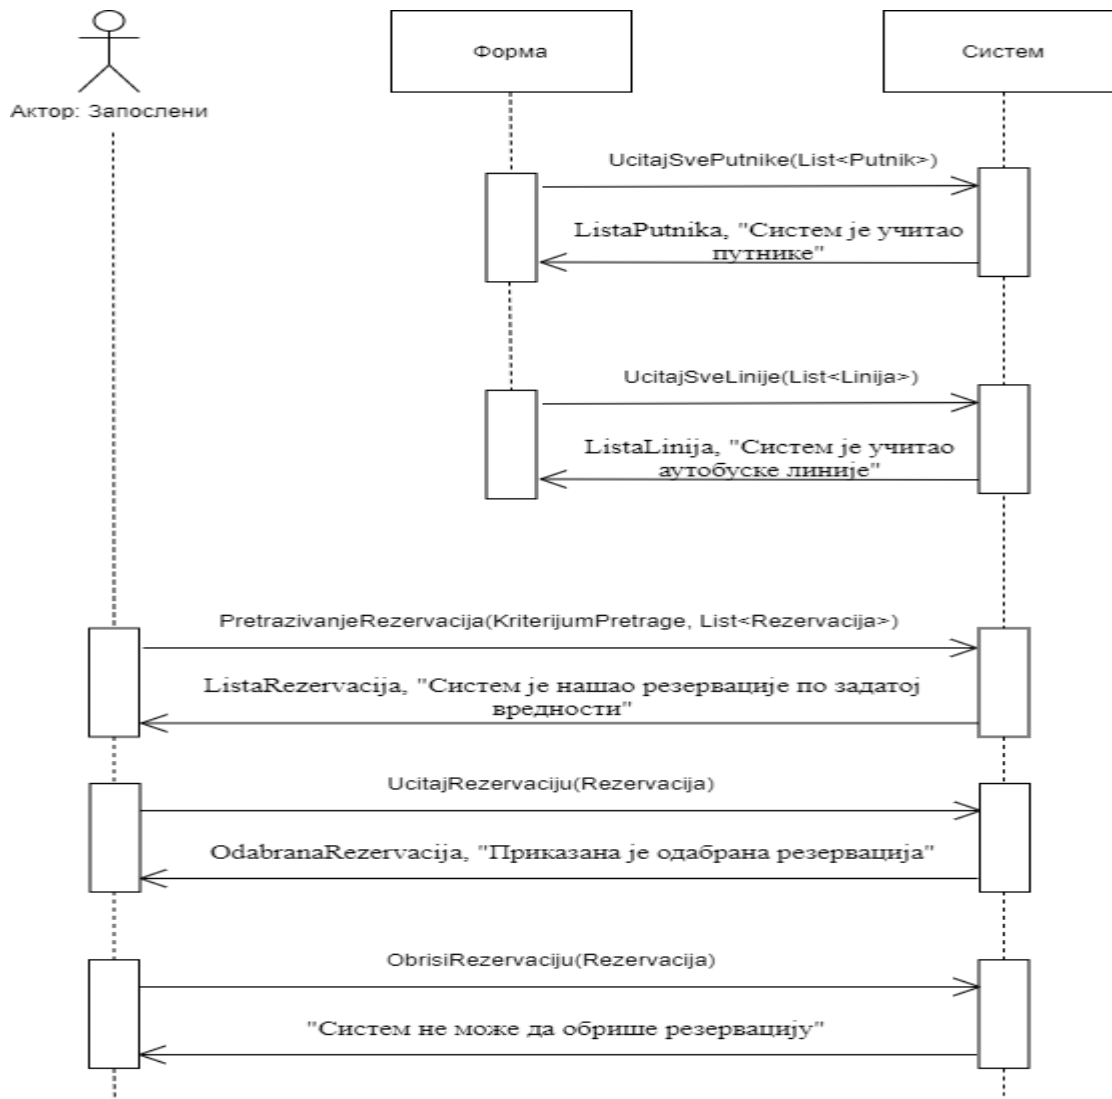 Форма
Систем
Актор: Запослени
UcitajSvePutnike(List<Putnik>)
ListaPutnika, "Систем је учитао
путнике"
UcitajSveLinije(List<Linija>)
ListaLinija, "Систем је учитао
аутобуске линије"
PretrazivanjeRezervacija(KriterijumPretrage, List<Rezervacija>)
ListaRezervacija, "Систем је нашао резервације по задатој
вредности"
UcitajRezervaciju(Rezervacija)
OdabranaRezervacija, "Приказана је одабрана резервација"
ObrisiRezervaciju(Rezervacija)
"Систем не може да обрише резервацију"